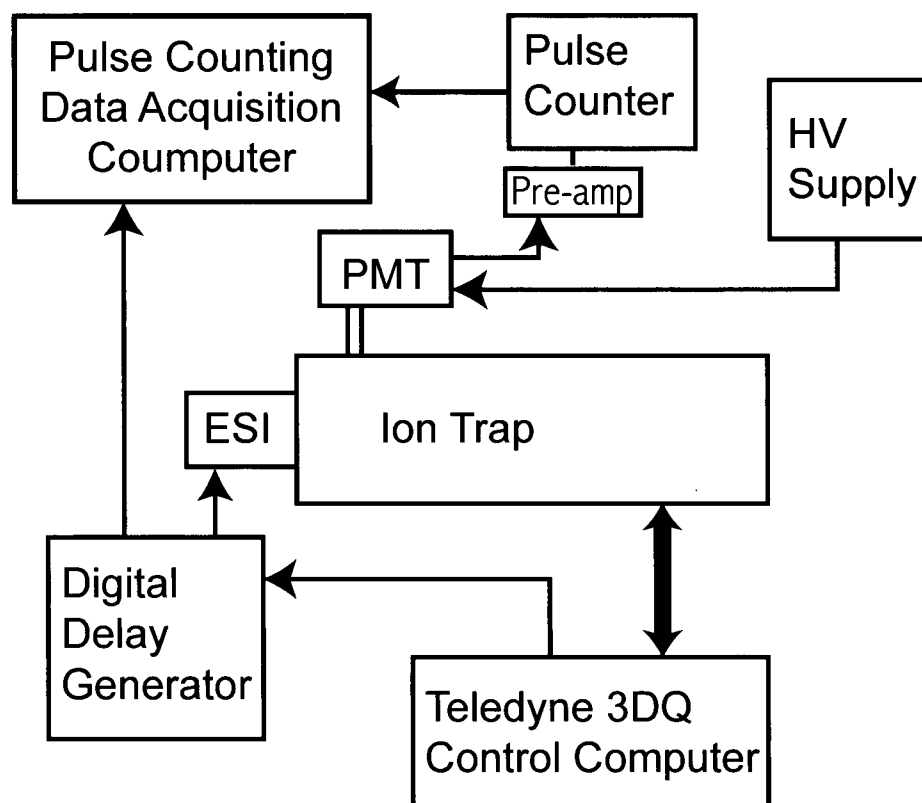 Pulse Counting
Data Acquisition
Coumputer
Pulse
Counter
HV
Supply
Pre-amp
PMT
ESI
Ion Trap
Digital
Delay
Generator
Teledyne 3DQ
Control Computer